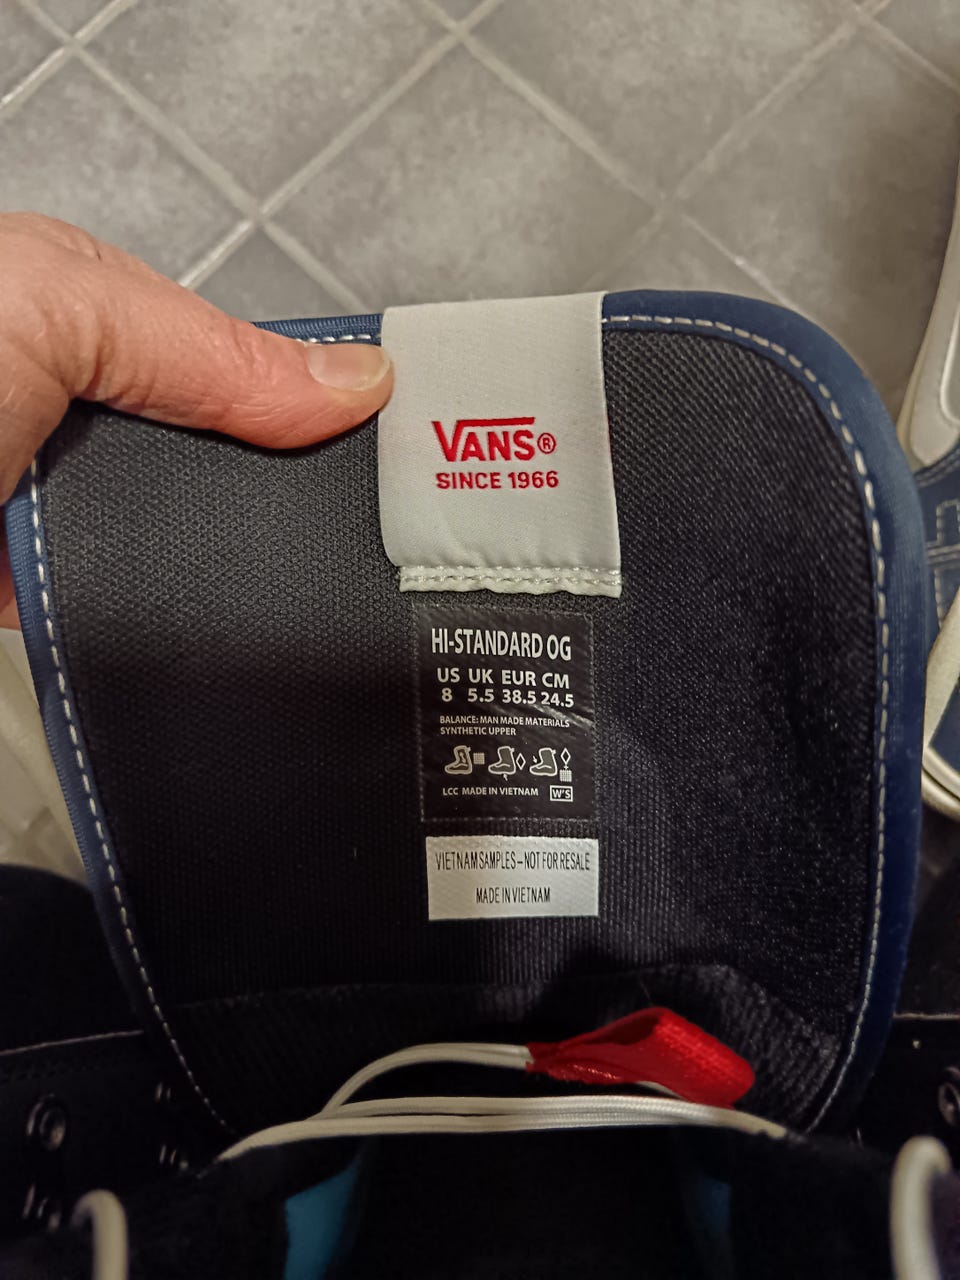 VANS®
SINCE 1966
HI-STANDARD OG
US UK EUR CM
8 5.5 38.5 24.5
BALANCE: MAN MADE MATERIALS
SYNTHETIC UPPER
LCC MADE IN VIETNAM W'S
VIETNAM SAMPLES-NOT FOR RESALE
MADE IN VIETNAM